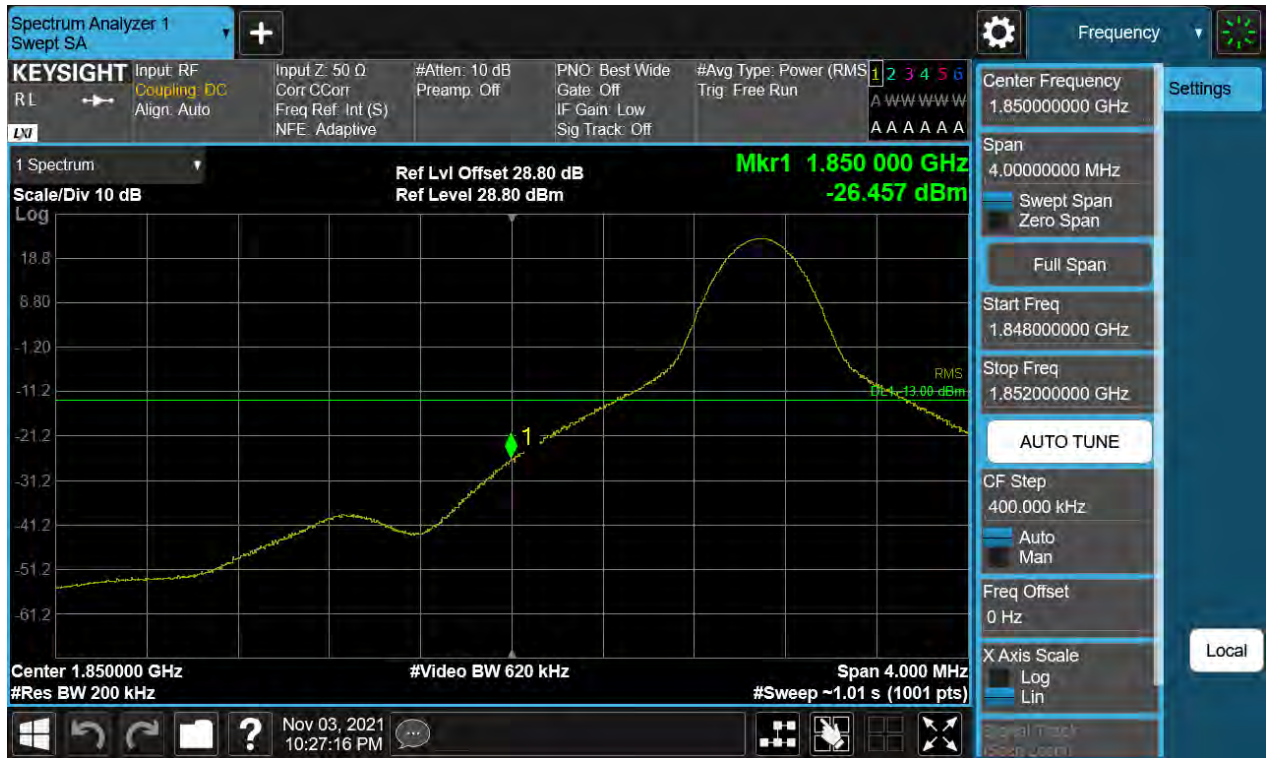 Spectrum Analyzer 1
Swept SA
+
Frequency
KEYSIGHT
RL
LXI
Input: RF
Coupling: DC
Align: Auto
Input Z: 50 Ω
Corr CCorr
Freq Ref: Int (S)
NFE: Adaptive
#Atten: 10 dB
Preamp: Off
PNO: Best Wide
Gate: Off
IF Gain: Low
Sig Track: Off
#Avg Type: Power (RMS
Trig: Free Run
1 2 3 4 5 6
A W W W W W
A A A A A A
1 Spectrum
Scale/Div 10 dB
Log
Ref Lvl Offset 28.80 dB
Ref Level 28.80 dBm
Mkr1 1.850 000 GHz
-26.457 dBm
18.8
8.80
-1.20
-11.2
-21.2
-31.2
-41.2
-51.2
-61.2
RMS
DL1 -13.00 dBm
1
Center 1.850000 GHz
#Video BW 620 kHz
Span 4.000 MHz
#Res BW 200 kHz
#Sweep ~1.01 s (1001 pts)
Center Frequency
1.850000000 GHz
Span
4.00000000 MHz
Swept Span
Zero Span
Full Span
Start Freq
1.848000000 GHz
Stop Freq
1.852000000 GHz
AUTO TUNE
CF Step
400.000 kHz
Auto
Man
Freq Offset
0 Hz
X Axis Scale
Log
Lin
Signal Track
(Span Zoom)
Settings
Local
?
Nov 03, 2021
10:27:16 PM